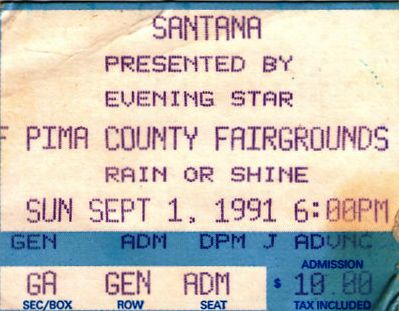 SANTANA
PRESENTED BY
EVENING STAR
F PIMA COUNTY FAIRGROUNDS
RAIN OR SHINE
SUN SEPT 1, 1991 6:00PM
GEN ADM DPM J ADVNC
ADMISSION
GA GEN ADM $ 10.00
SEC/BOX ROW SEAT TAX INCLUDED